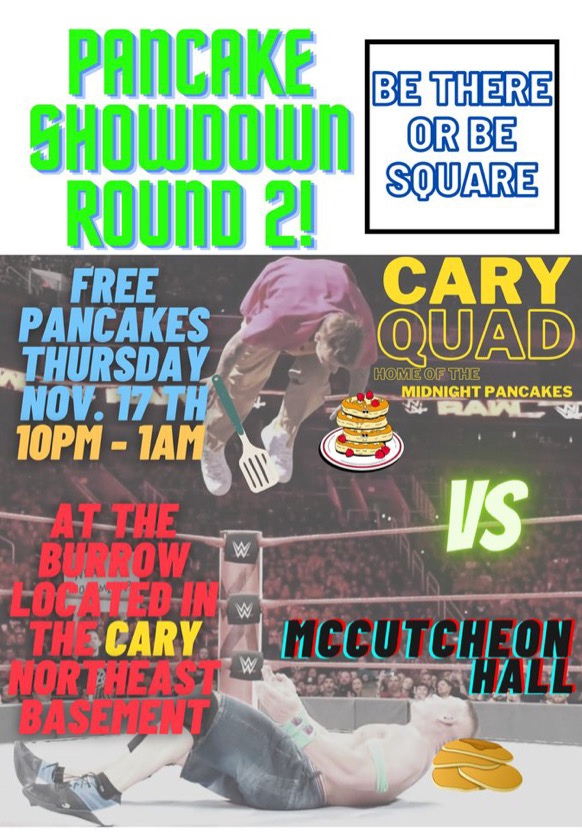 PANCAKE
SHOWDOWN
ROUND 2!
BE THERE
OR BE
SQUARE
FREE
PANCAKES
THURSDAY
NOV. 17 TH
10PM - 1AM
CARY
QUAD
HOME OF THE
MIDNIGHT PANCAKES
RAW
VS
AT THE
BURROW
LOCATED IN
THE CARY
NORTHEAST
BASEMENT
MCCUTCHEON
HALL
W
W
W